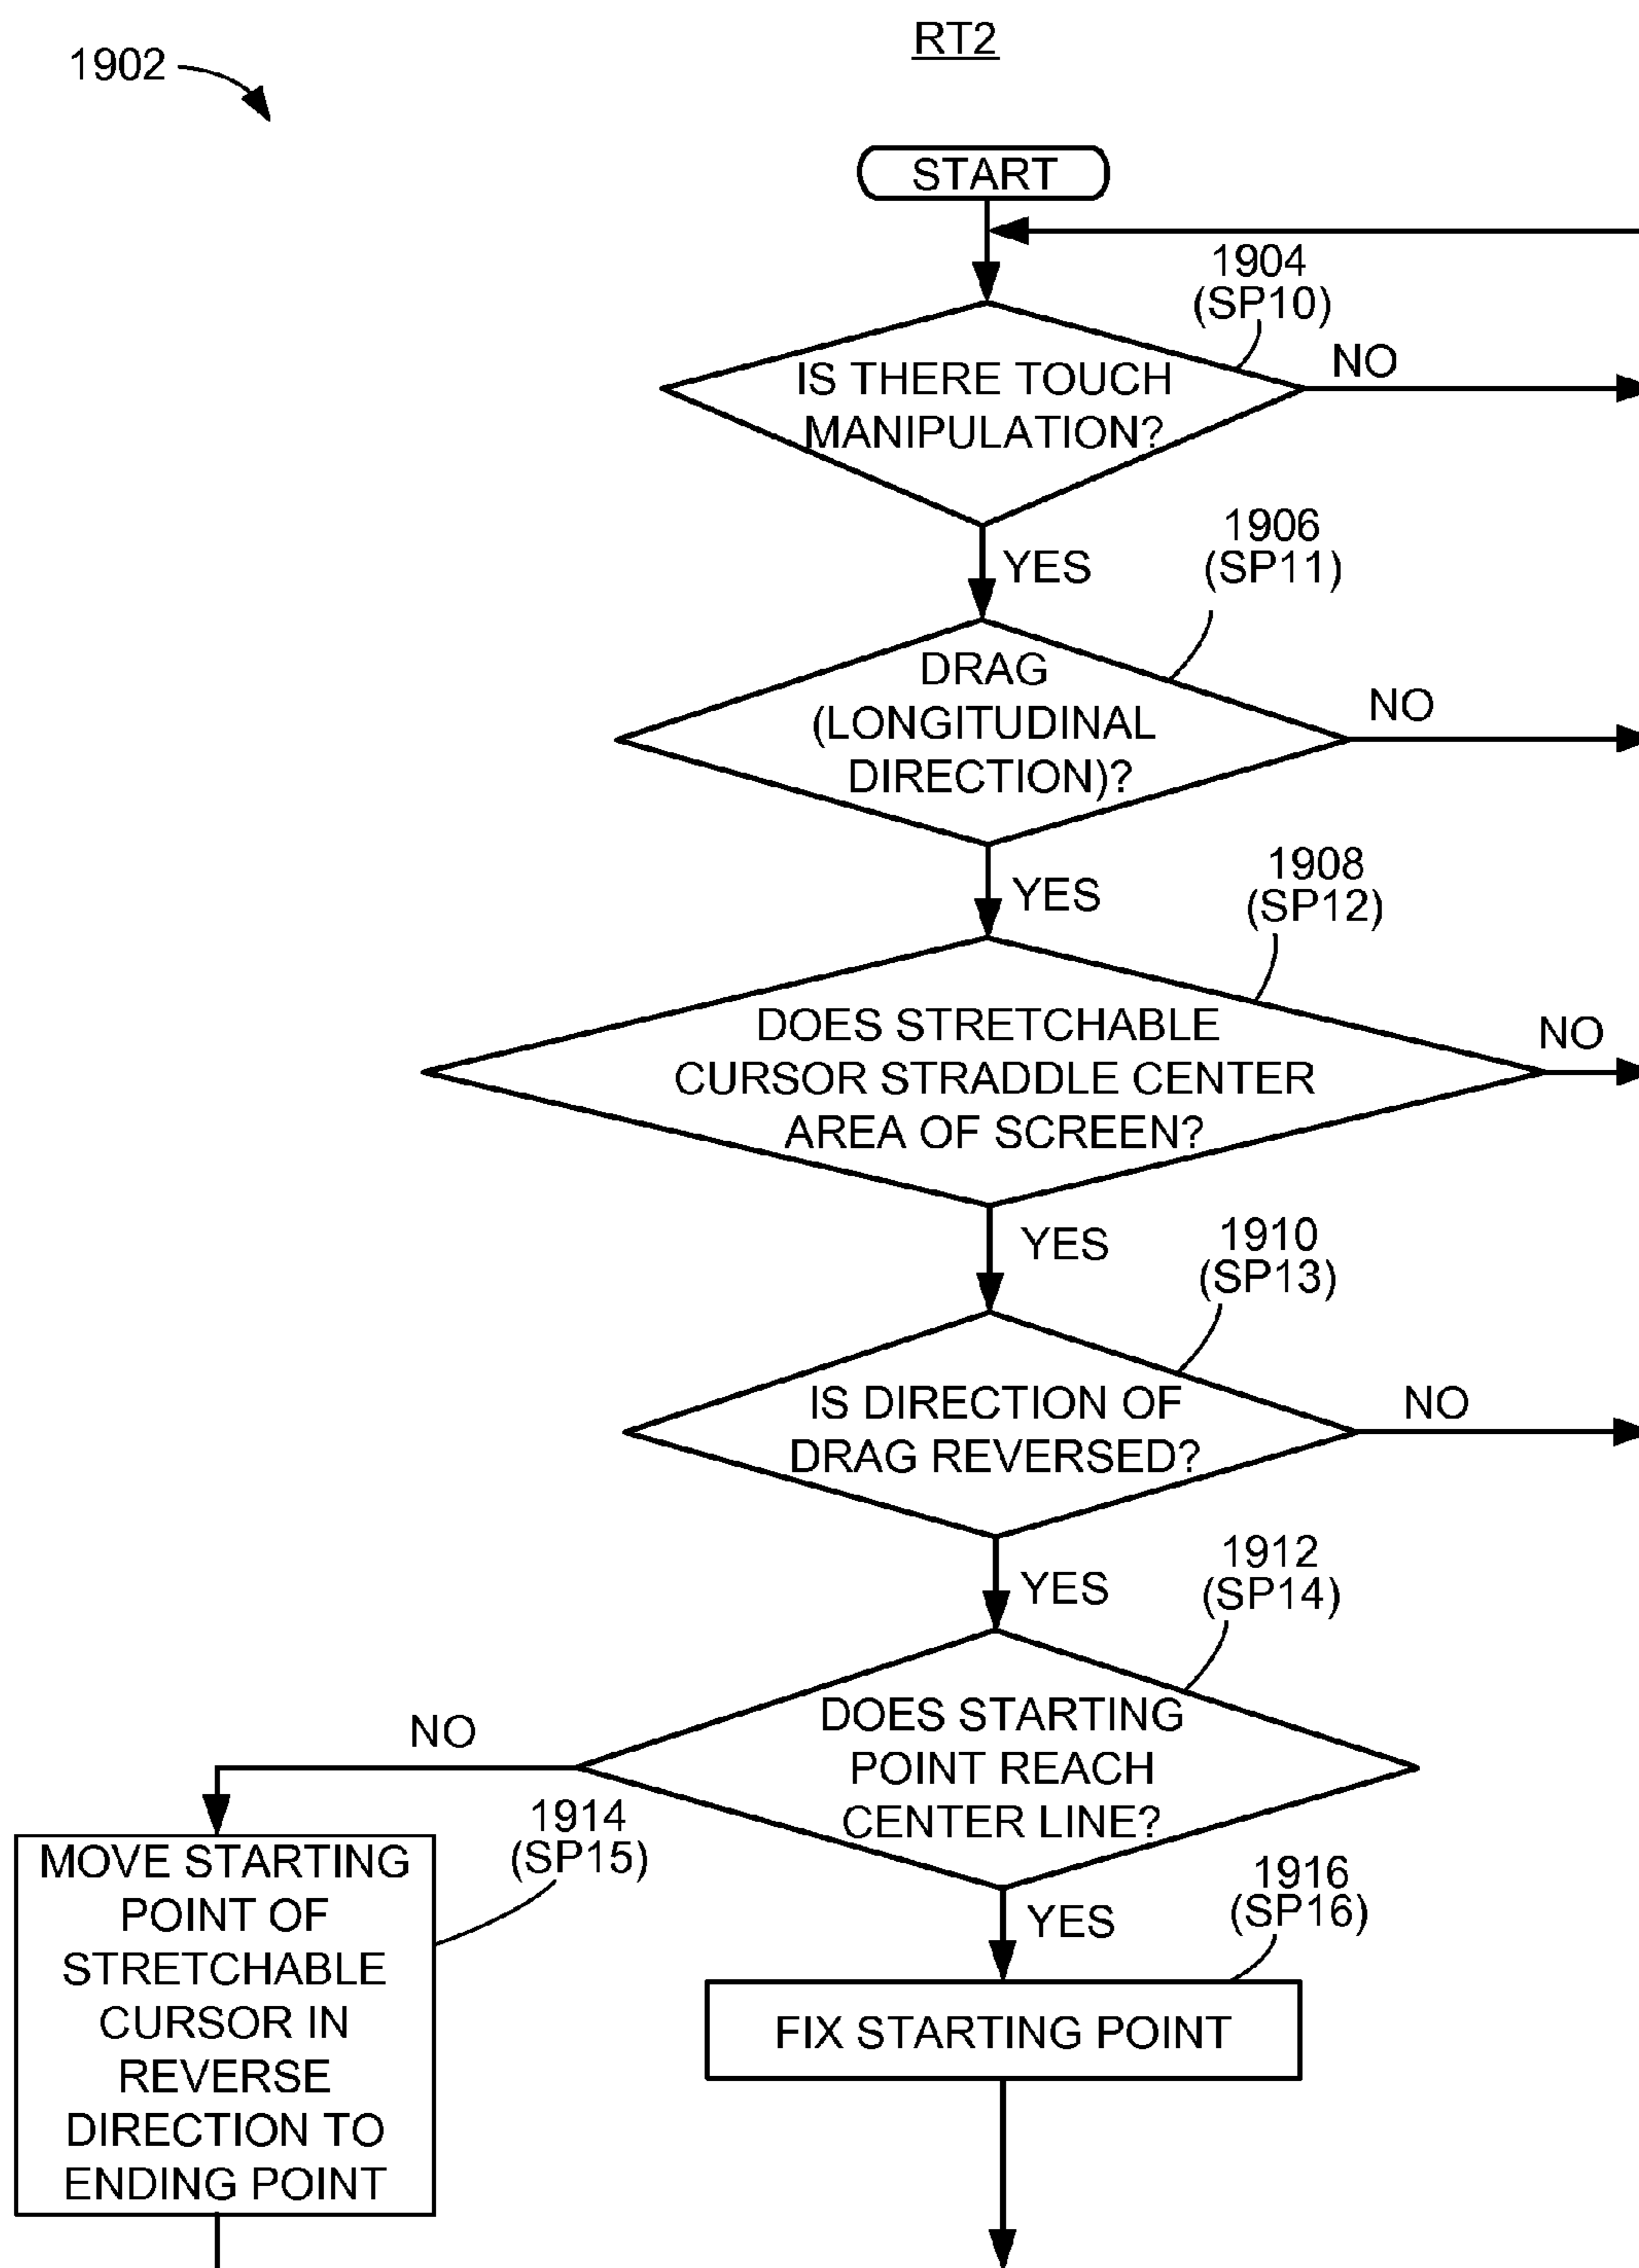 RT2
1902
START
1904
(SP10)
IS THERE TOUCH
MANIPULATION?
NO
YES
1906
(SP11)
DRAG
(LONGITUDINAL
DIRECTION)?
NO
YES
1908
(SP12)
DOES STRETCHABLE
CURSOR STRADDLE CENTER
AREA OF SCREEN?
NO
YES
1910
(SP13)
IS DIRECTION OF
DRAG REVERSED?
NO
YES
1912
(SP14)
DOES STARTING
POINT REACH
CENTER LINE?
NO
1914
(SP15)
MOVE STARTING
POINT OF
STRETCHABLE
CURSOR IN
REVERSE
DIRECTION TO
ENDING POINT
YES
1916
(SP16)
FIX STARTING POINT